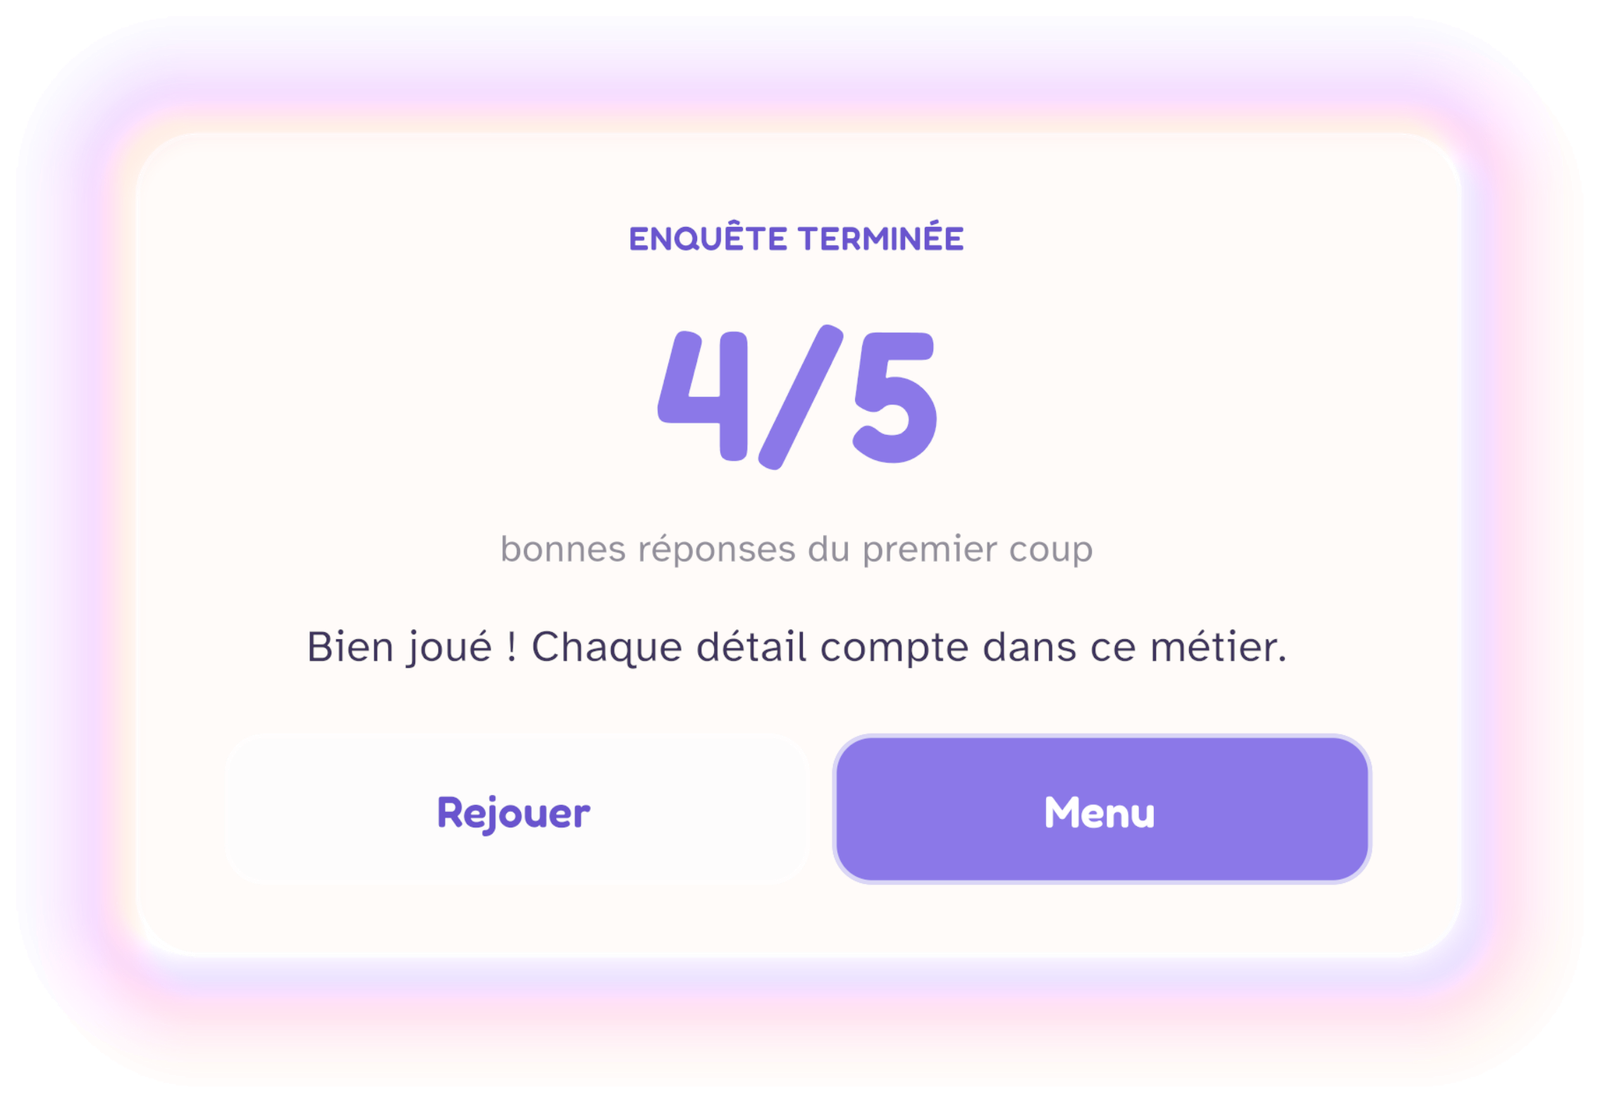 ENQUÊTE TERMINÉE
4/5
bonnes réponses du premier coup
Bien joué ! Chaque détail compte dans ce métier.
Rejouer
Menu